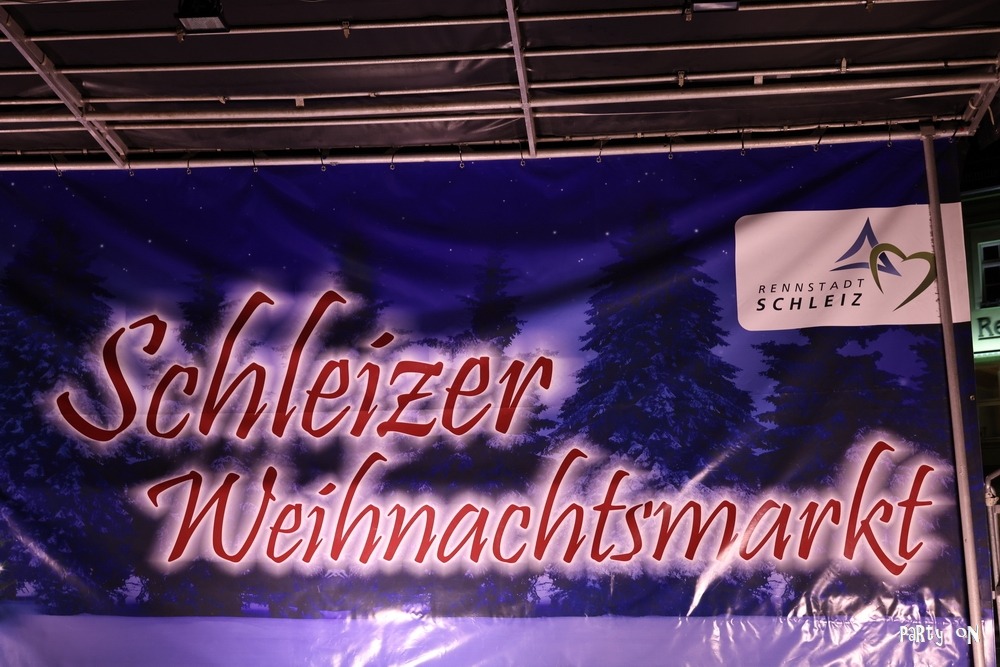 RENNSTADT
SCHLEIZ
Schleizer
Weihnachtsmarkt
PaRty ON